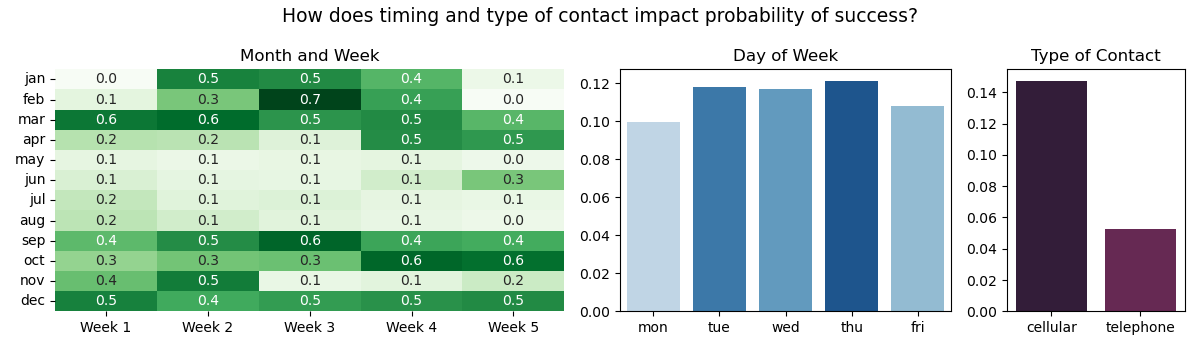 How does timing and type of contact impact probability of success?
Month and Week
jan 0.0 0.5 0.5 0.4 0.1
feb 0.1 0.3 0.7 0.4 0.0
mar 0.6 0.6 0.5 0.5 0.4
apr 0.2 0.2 0.1 0.5 0.5
may 0.1 0.1 0.1 0.1 0.0
jun 0.1 0.1 0.1 0.1 0.3
jul 0.2 0.1 0.1 0.1 0.1
aug 0.2 0.1 0.1 0.1 0.0
sep 0.4 0.5 0.6 0.4 0.4
oct 0.3 0.3 0.3 0.6 0.6
nov 0.4 0.5 0.1 0.1 0.2
dec 0.5 0.4 0.5 0.5 0.5
Week 1 Week 2 Week 3 Week 4 Week 5
Day of Week
0.12
0.10
0.08
0.06
0.04
0.02
0.00
mon tue wed thu fri
Type of Contact
0.14
0.12
0.10
0.08
0.06
0.04
0.02
0.00
cellular telephone